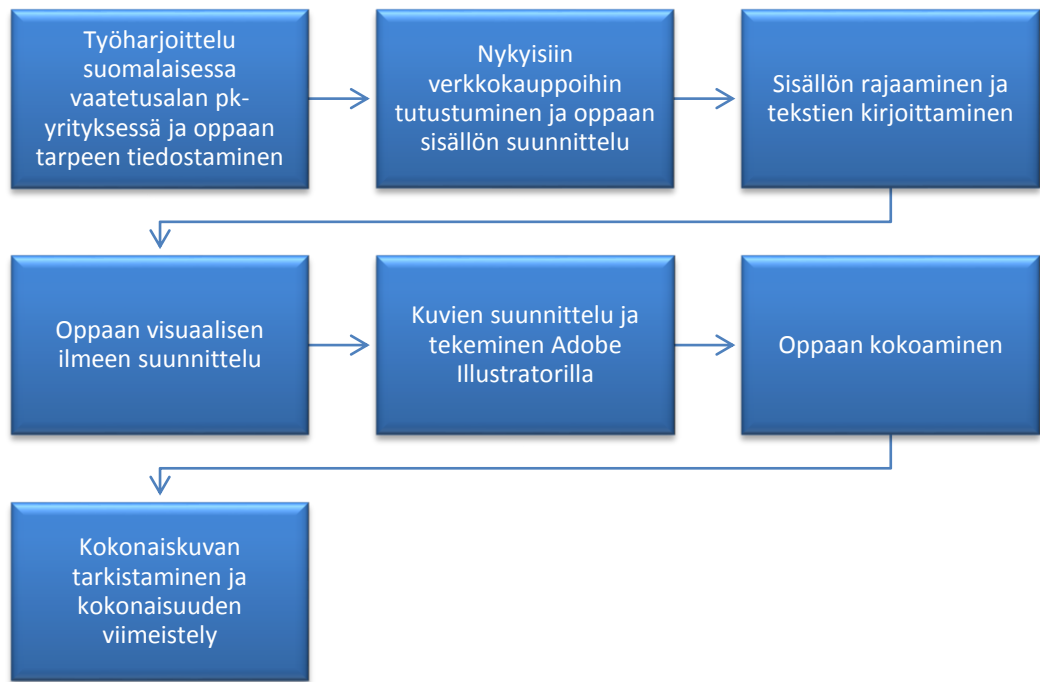 Työharjoittelu
suomalaisessa
vaatetusalan pk-
yrityksessä ja oppaan
tarpeen tiedostaminen
Nykyisiin
verkkokauppoihin
tutustuminen ja oppaan
sisällön suunnittelu
Sisällön rajaaminen ja
tekstien kirjoittaminen
Oppaan visuaalisen
ilmeen suunnittelu
Kuvien suunnittelu ja
tekeminen Adobe
Illustratorilla
Oppaan kokoaminen
Kokonaiskuvan
tarkistaminen ja
kokonaisuuden
viimeistely